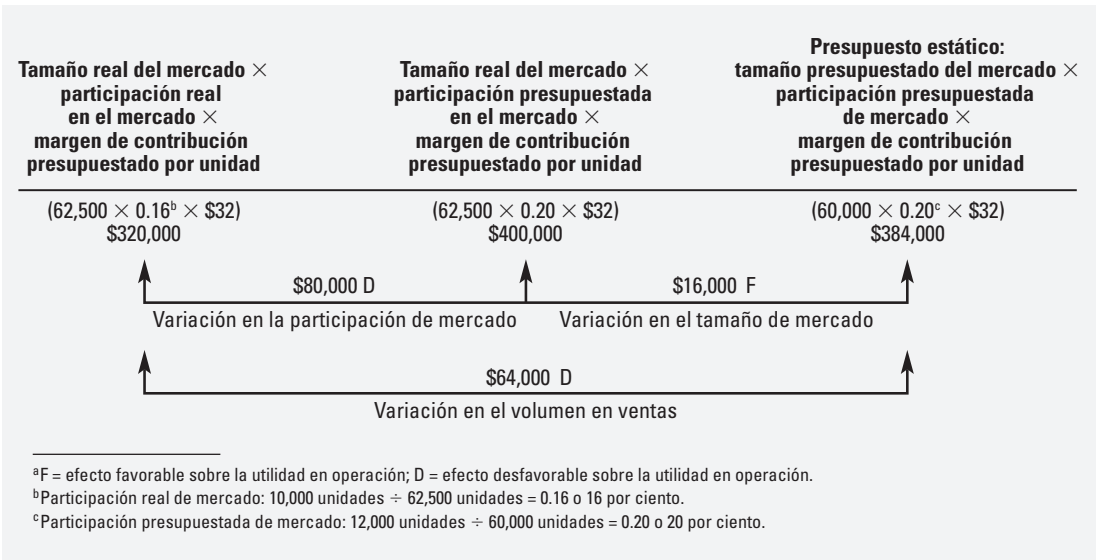 Presupuesto estático:
Tamaño real del mercado × Tamaño real del mercado × tamaño presupuestado del mercado ×
participación real participación presupuestada participación presupuestada
en el mercado × en el mercado × de mercado ×
margen de contribución margen de contribución margen de contribución
presupuestado por unidad presupuestado por unidad presupuestado por unidad
(62,500 × 0.16ᵇ × $32) (62,500 × 0.20 × $32) (60,000 × 0.20ᶜ × $32)
$320,000 $400,000 $384,000
$80,000 D $16,000 F
Variación en la participación de mercado Variación en el tamaño de mercado
$64,000 D
Variación en el volumen en ventas
ᵃF = efecto favorable sobre la utilidad en operación; D = efecto desfavorable sobre la utilidad en operación.
ᵇParticipación real de mercado: 10,000 unidades ÷ 62,500 unidades = 0.16 o 16 por ciento.
ᶜParticipación presupuestada de mercado: 12,000 unidades ÷ 60,000 unidades = 0.20 o 20 por ciento.